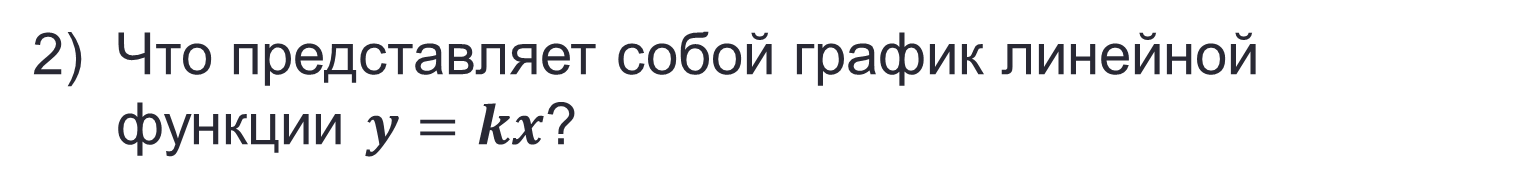 2) Что представляет собой график линейной
функции y = kx?